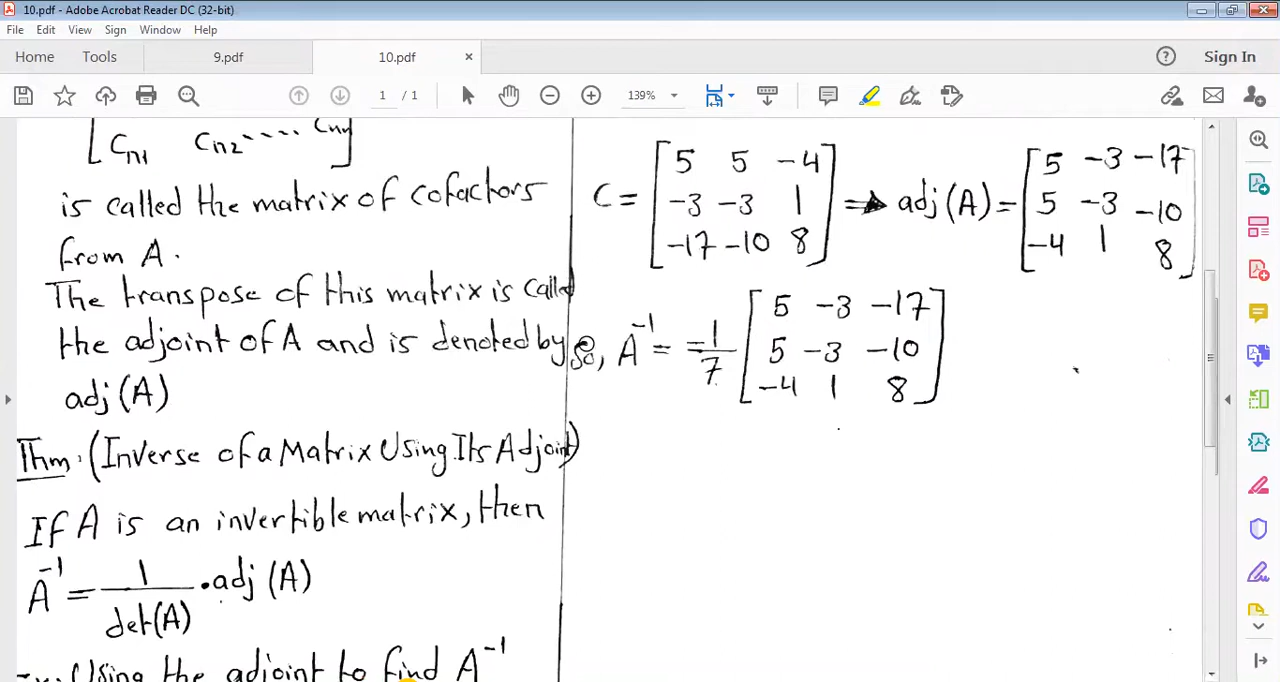 10.pdf - Adobe Acrobat Reader DC (32-bit)
File Edit View Sign Window Help
Home Tools 9.pdf 10.pdf × Sign In
1 / 1 139%
[Cn1 Cn2 ---- Cnn]
is called the matrix of cofactors
from A.
The transpose of this matrix is called
the adjoint of A and is denoted by
adj(A)
Thm. (Inverse of a Matrix Using Its Adjoint)
If A is an invertible matrix, then
A^-1 = 1/det(A) . adj(A)
Using the adjoint to find A^-1
C = [5 5 -4
-3 -3 1
-17 -10 8] ⇒ adj(A) = [5 -3 -17
5 -3 -10
-4 1 8]
so, A^-1 = -1/7 [5 -3 -17
5 -3 -10
-4 1 8]